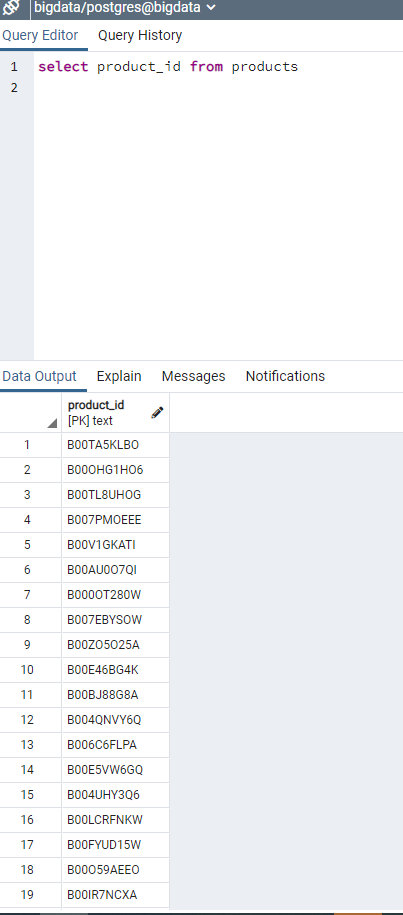 bigdata/postgres@bigdata
Query Editor Query History
1 select product_id from products
2
Data Output Explain Messages Notifications
product_id
[PK] text
1 B00TA5KLBO
2 B00OHG1HO6
3 B00TL8UHOG
4 B007PMOEEE
5 B00V1GKATI
6 B00AU0O7QI
7 B000OT280W
8 B007EBYSOW
9 B00ZO5O25A
10 B00E46BG4K
11 B00BJ88G8A
12 B004QNVY6Q
13 B006C6FLPA
14 B00E5VW6GQ
15 B004UHY3Q6
16 B00LCRFNKW
17 B00FYUD15W
18 B00O59AEEO
19 B00IR7NCXA